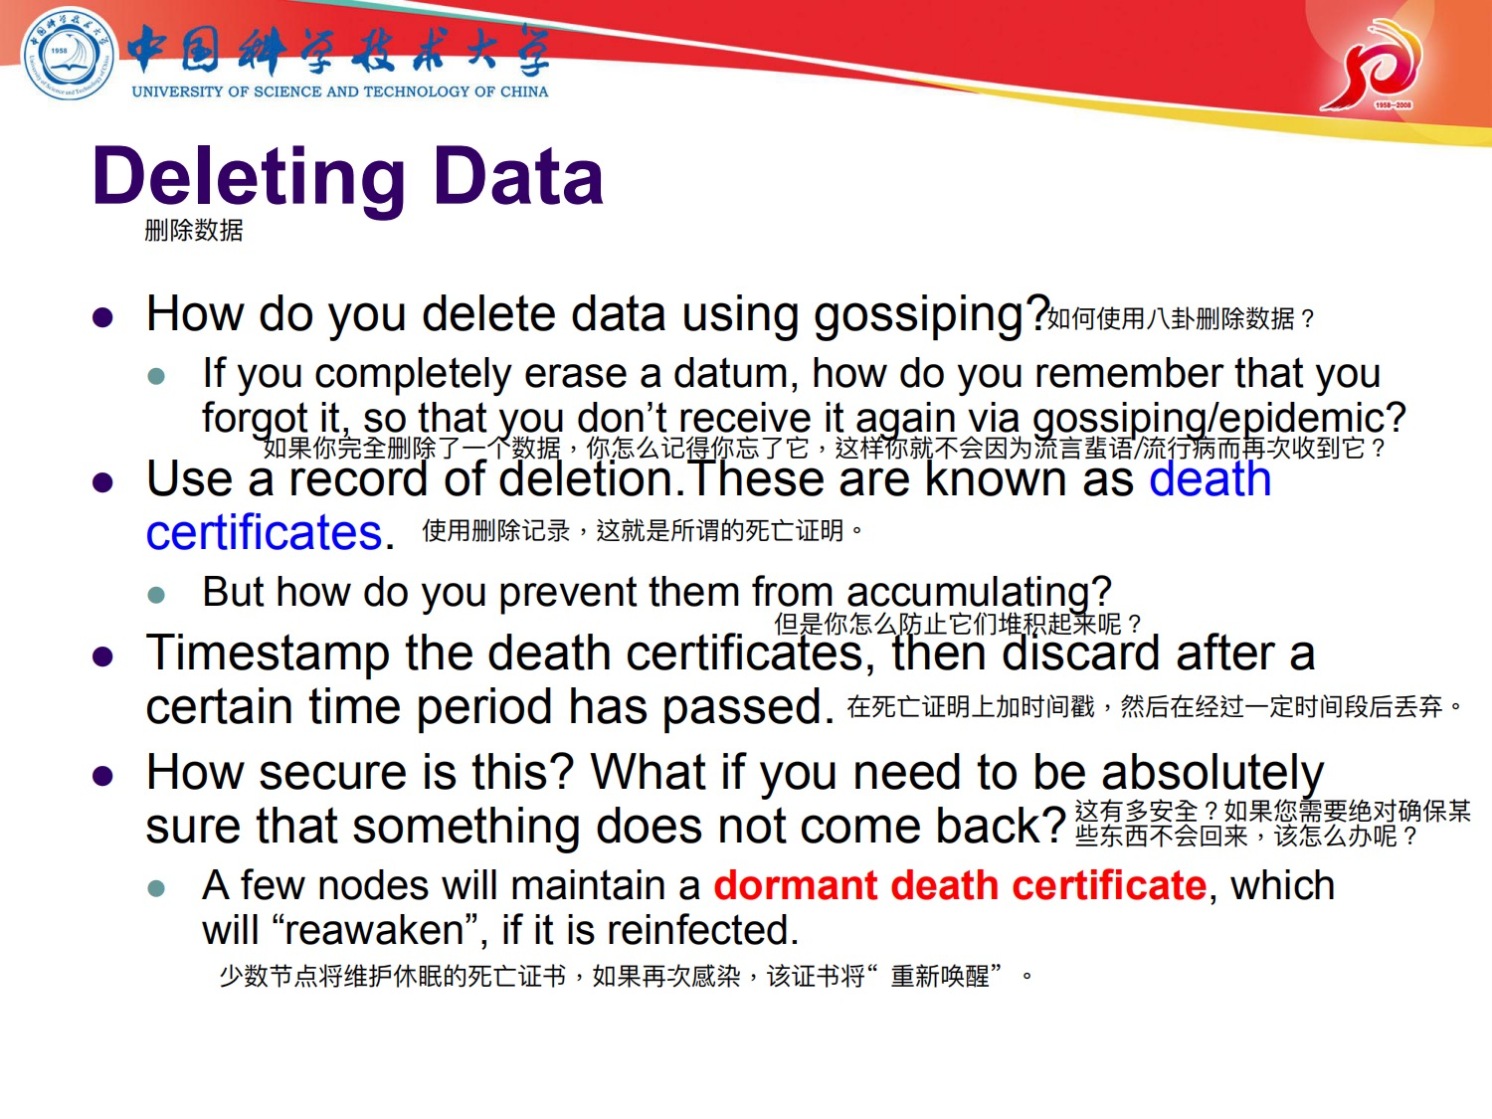 中国科学技术大学
UNIVERSITY OF SCIENCE AND TECHNOLOGY OF CHINA
1958
1958-2008
Deleting Data
删除数据
How do you delete data using gossiping?如何使用八卦删除数据？
If you completely erase a datum, how do you remember that you
forgot it, so that you don’t receive it again via gossiping/epidemic?
如果你完全删除了一个数据，你怎么记得你忘了它，这样你就不会因为流言蜚语/流行病而再次收到它？
Use a record of deletion.These are known as death
certificates. 使用删除记录，这就是所谓的死亡证明。
But how do you prevent them from accumulating?
但是你怎么防止它们堆积起来呢？
Timestamp the death certificates, then discard after a
certain time period has passed. 在死亡证明上加时间戳，然后在经过一定时间段后丢弃。
How secure is this? What if you need to be absolutely
sure that something does not come back? 这有多安全？如果您需要绝对确保某
些东西不会回来，该怎么办呢？
A few nodes will maintain a dormant death certificate, which
will “reawaken”, if it is reinfected.
少数节点将维护休眠的死亡证书，如果再次感染，该证书将“重新唤醒”。